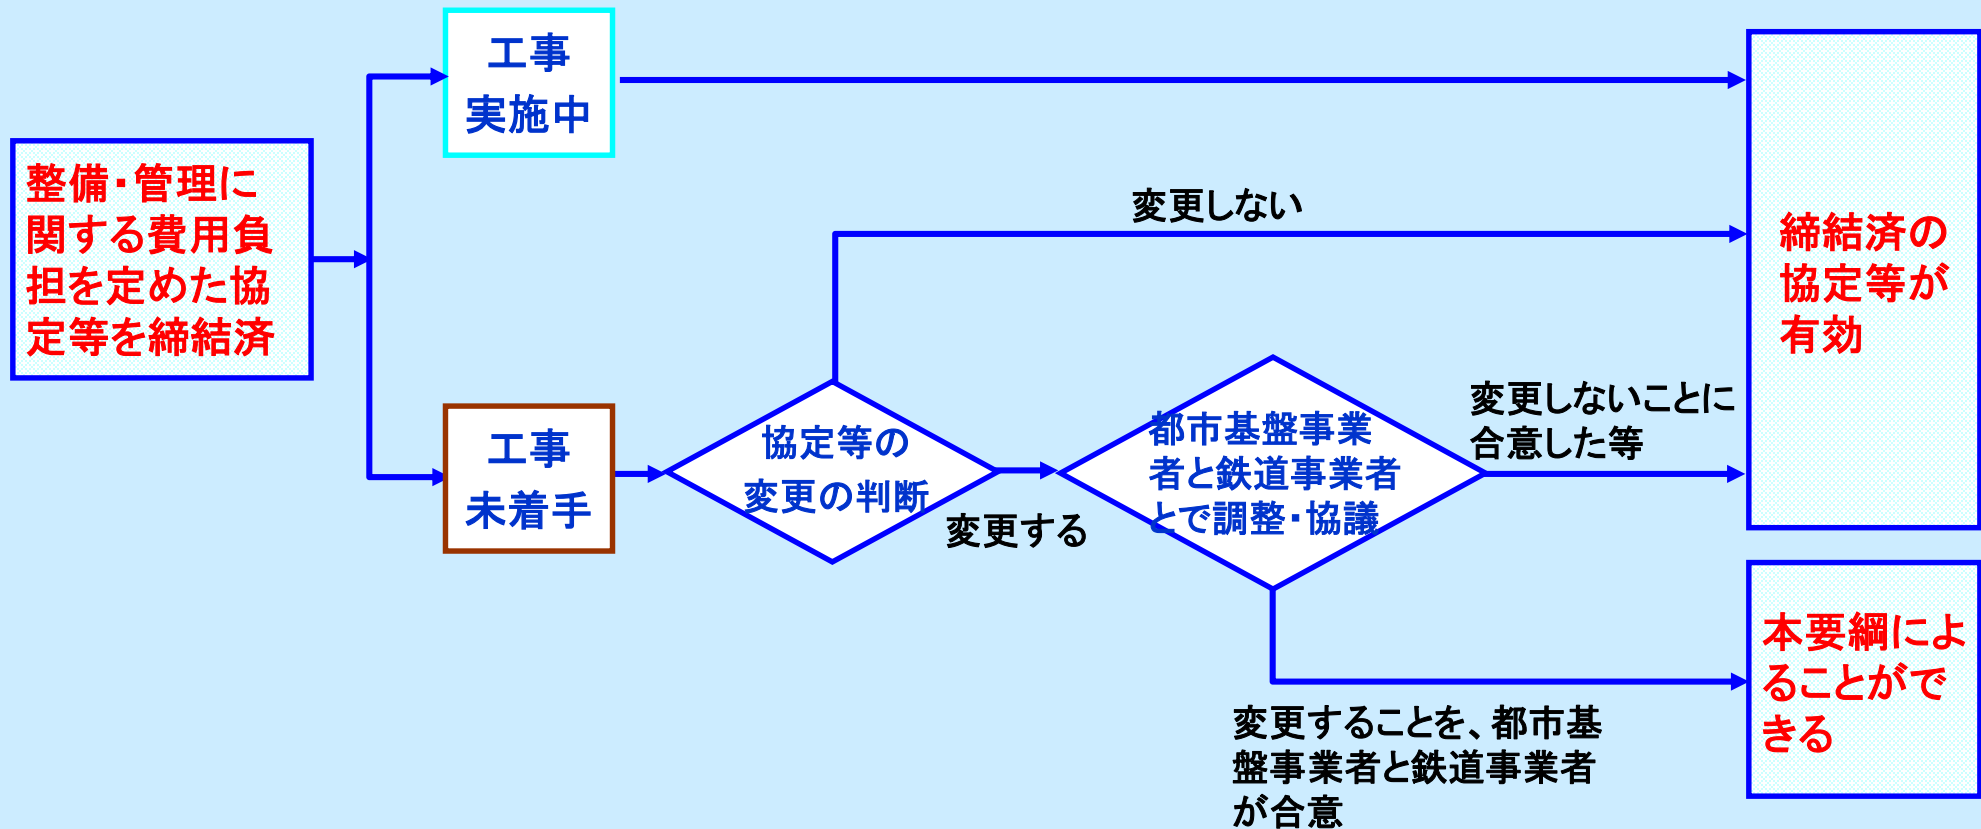 整備・管理に
関する費用負
担を定めた協
定等を締結済
工事
実施中
工事
未着手
変更しない
協定等の
変更の判断
変更する
都市基盤事業
者と鉄道事業者
とで調整・協議
変更しないことに
合意した等
変更することを、都市基
盤事業者と鉄道事業者
が合意
締結済の
協定等が
有効
本要綱によ
ることがで
きる